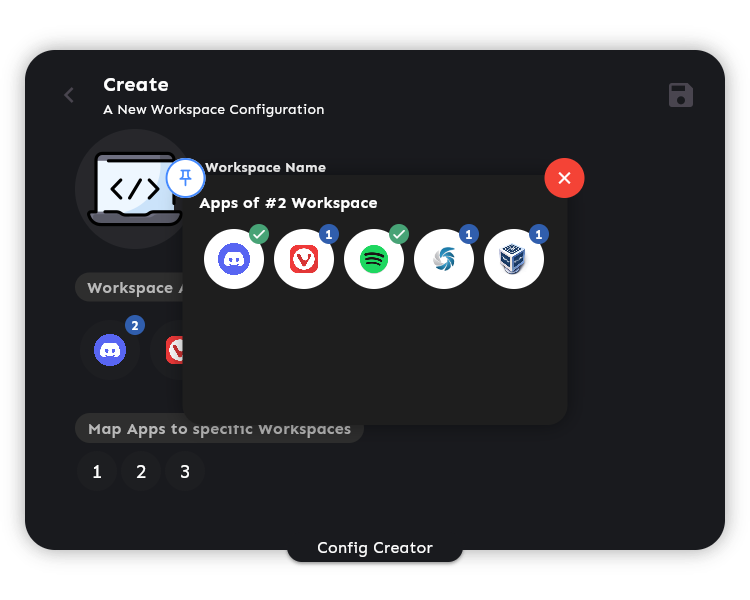 Create
A New Workspace Configuration
</>
Workspace Name
Apps of #2 Workspace
1
1
1
Workspace
2
Map Apps to specific Workspaces
1 2 3
Config Creator